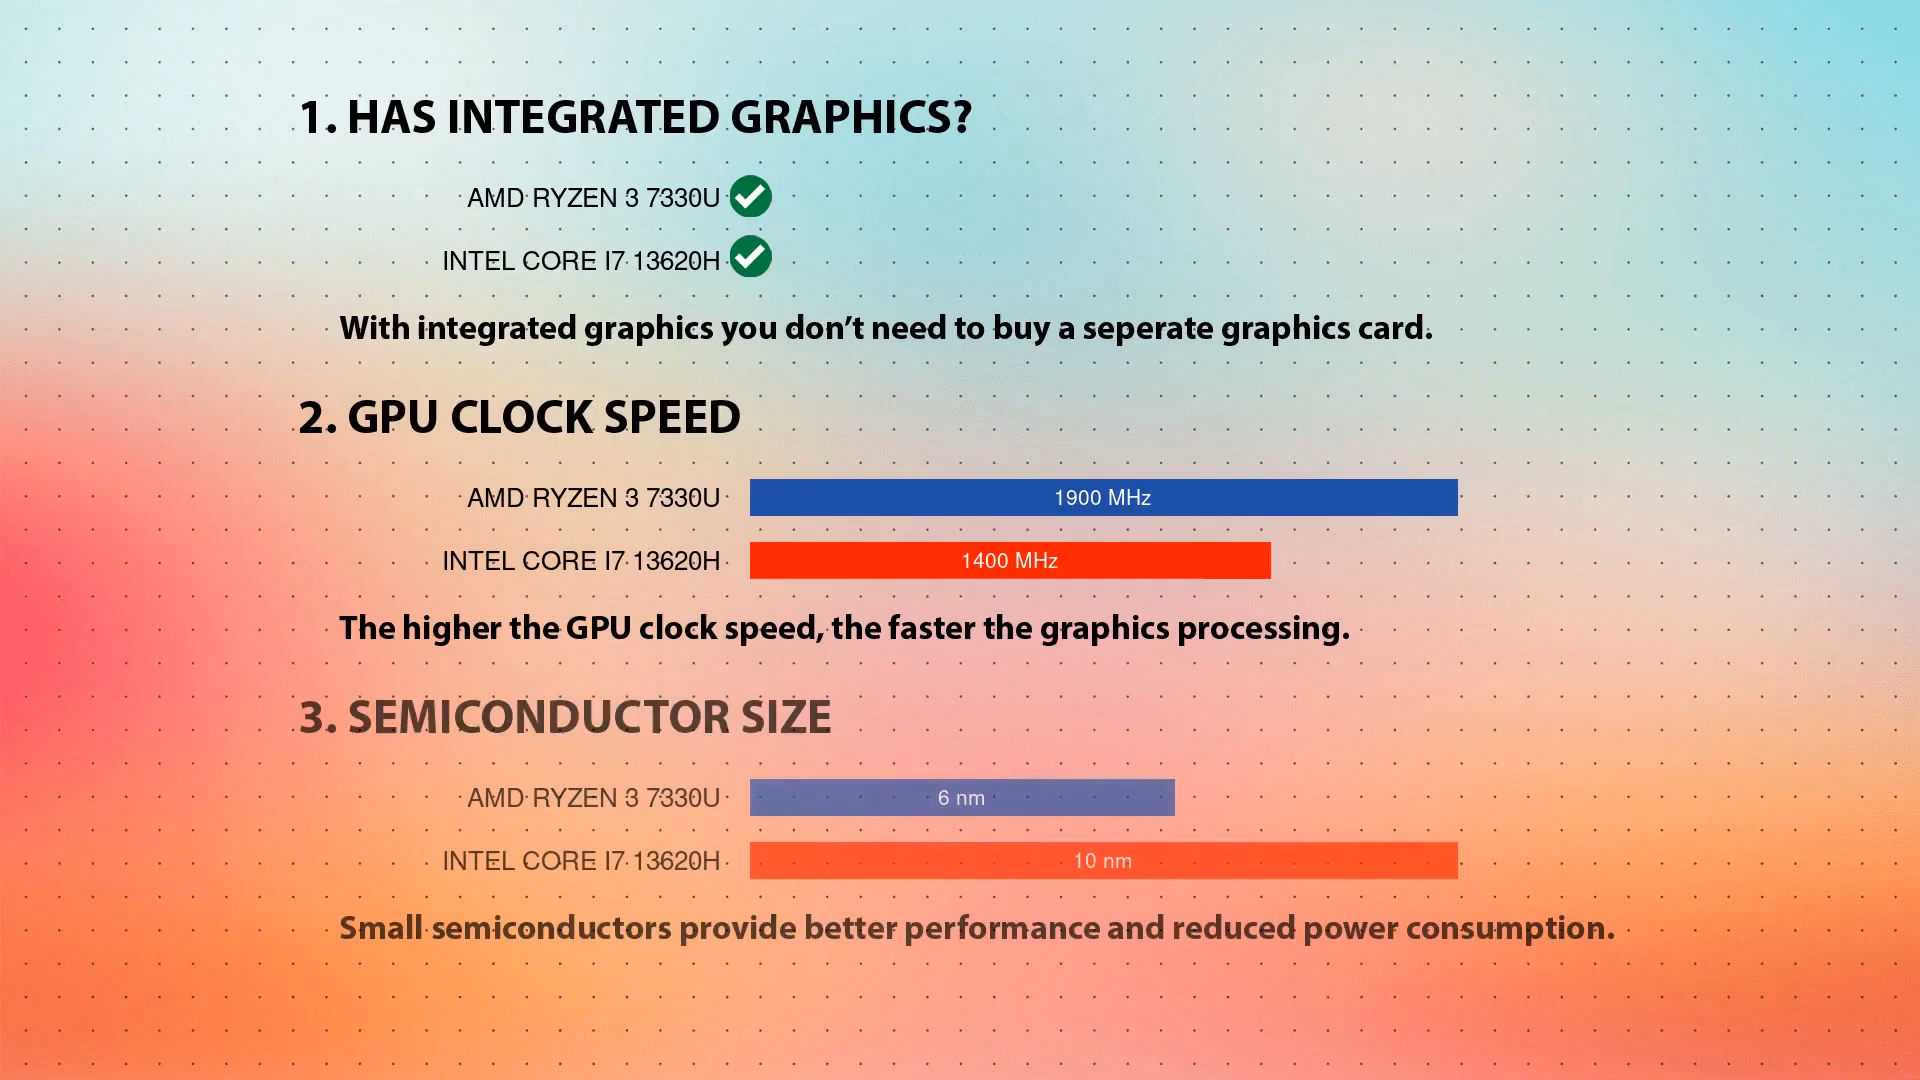 1. HAS INTEGRATED GRAPHICS?
AMD RYZEN 3 7330U
INTEL CORE I7 13620H
With integrated graphics you don’t need to buy a seperate graphics card.
2. GPU CLOCK SPEED
AMD RYZEN 3 7330U 1900 MHz
INTEL CORE I7 13620H 1400 MHz
The higher the GPU clock speed, the faster the graphics processing.
3. SEMICONDUCTOR SIZE
AMD RYZEN 3 7330U 6 nm
INTEL CORE I7 13620H 10 nm
Small semiconductors provide better performance and reduced power consumption.